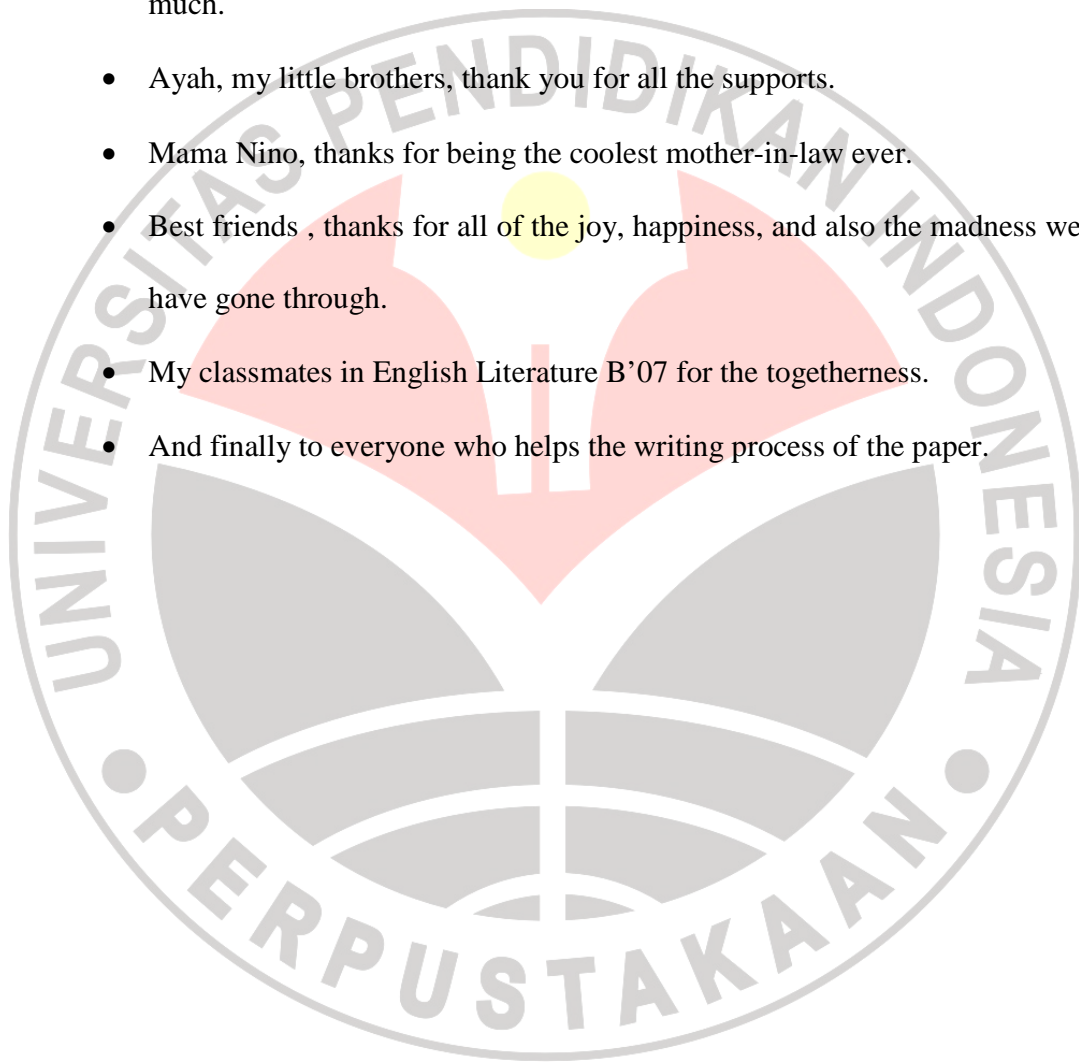 much.
• Ayah, my little brothers, thank you for all the supports.
• Mama Nino, thanks for being the coolest mother-in-law ever.
• Best friends , thanks for all of the joy, happiness, and also the madness we
have gone through.
• My classmates in English Literature B’07 for the togetherness.
• And finally to everyone who helps the writing process of the paper.
UNIVERSITAS PENDIDIKAN INDONESIA
PERPUSTAKAAN